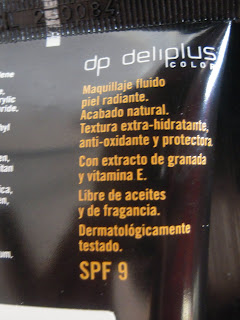 dp deliplus
COLOR
Maquillaje fluido
piel radiante.
Acabado natural.
Textura extra-hidratante,
anti-oxidante y protectora
Con extracto de granada
y vitamina E.
Libre de aceites
y de fragancia.
Dermatológicamente
testado.
SPF 9